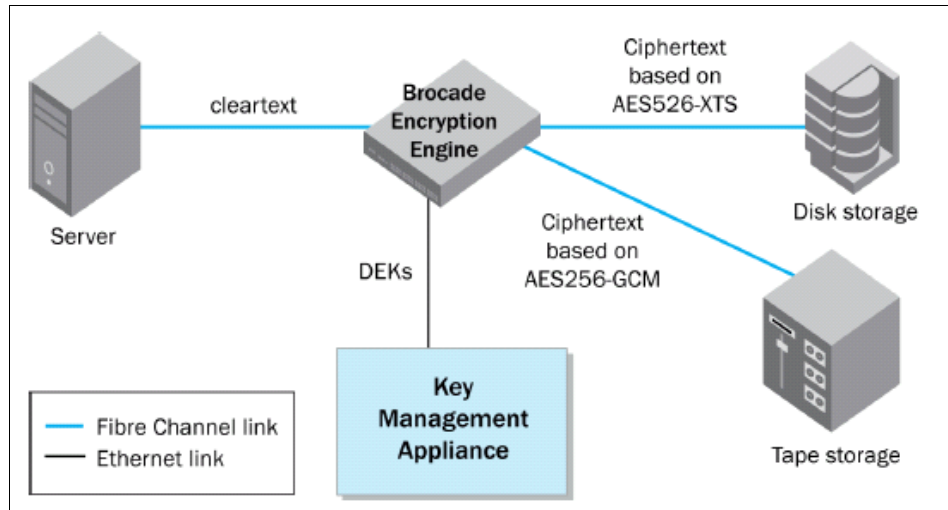 cleartext
Brocade
Encryption
Engine
Ciphertext
based on
AES526-XTS
Server
Disk storage
DEKs
Ciphertext
based on
AES256-GCM
Key
Management
Appliance
Tape storage
Fibre Channel link
Ethernet link